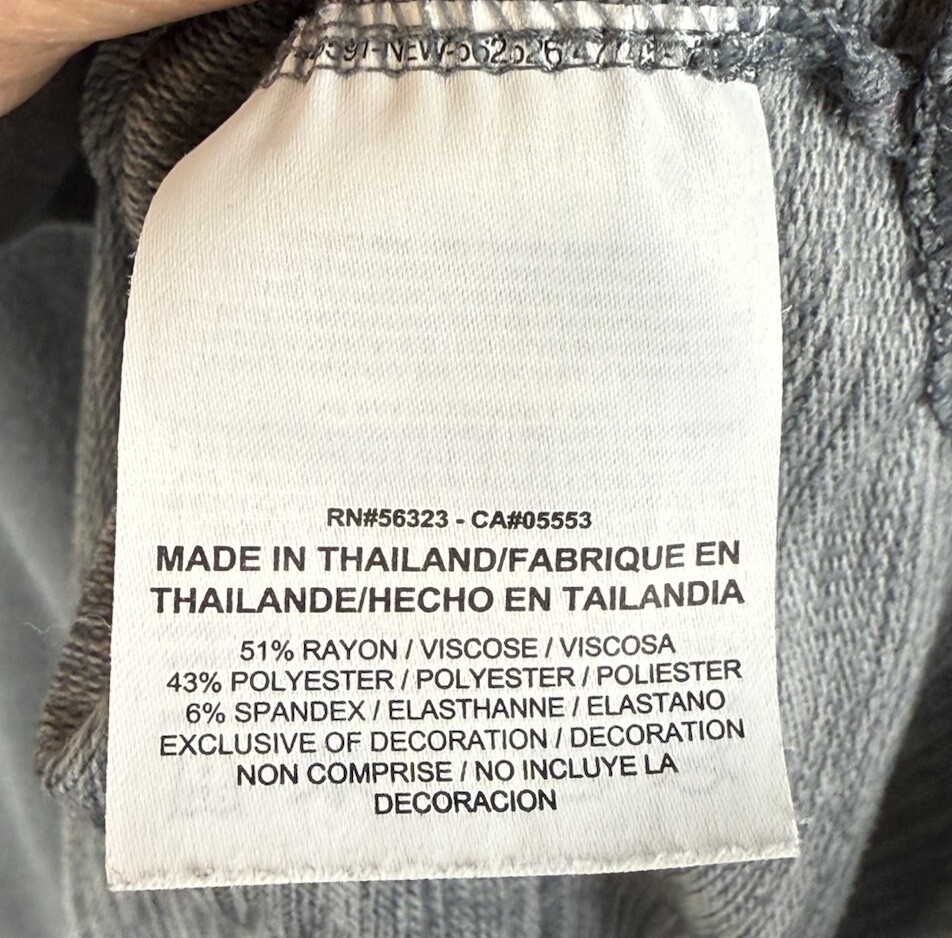 RN#56323 - CA#05553
MADE IN THAILAND/FABRIQUE EN
THAILANDE/HECHO EN TAILANDIA
51% RAYON / VISCOSE / VISCOSA
43% POLYESTER / POLYESTER / POLIESTER
6% SPANDEX / ELASTHANNE / ELASTANO
EXCLUSIVE OF DECORATION / DECORATION
NON COMPRISE / NO INCLUYE LA
DECORACION